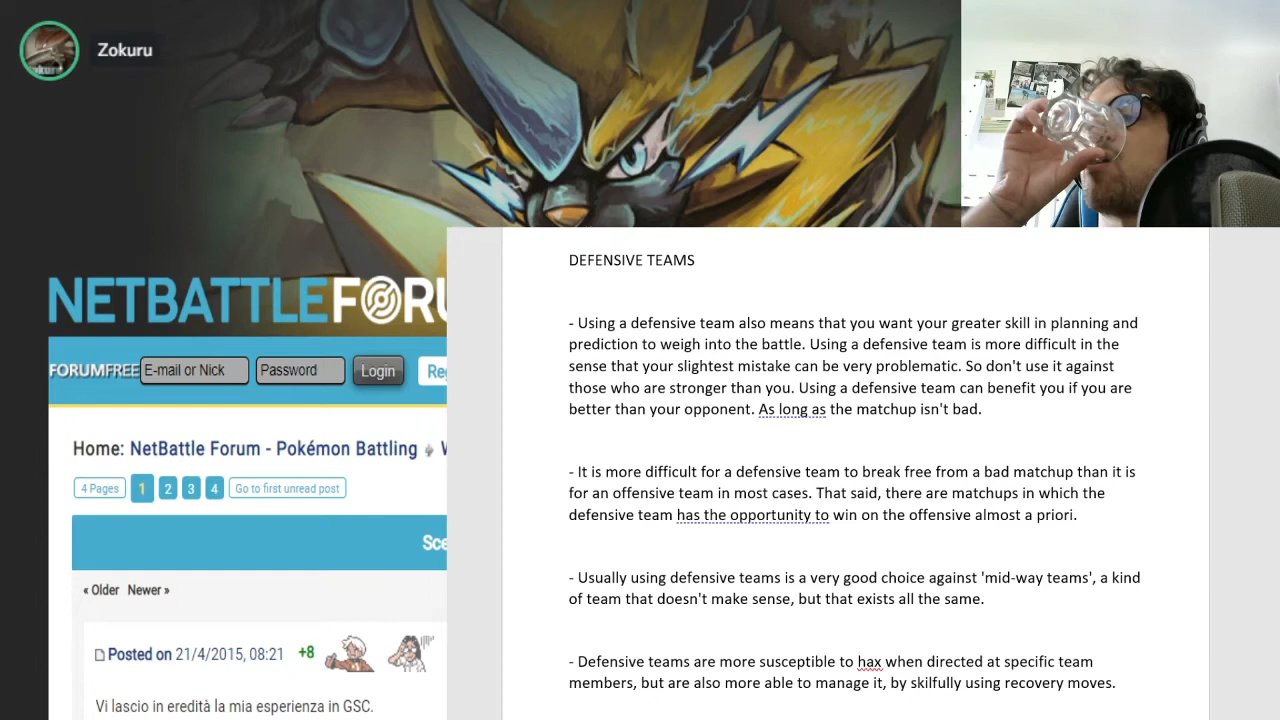 Zokuru
DEFENSIVE TEAMS
- Using a defensive team also means that you want your greater skill in planning and
prediction to weigh into the battle. Using a defensive team is more difficult in the
sense that your slightest mistake can be very problematic. So don't use it against
those who are stronger than you. Using a defensive team can benefit you if you are
better than your opponent. As long as the matchup isn't bad.
- It is more difficult for a defensive team to break free from a bad matchup than it is
for an offensive team in most cases. That said, there are matchups in which the
defensive team has the opportunity to win on the offensive almost a priori.
- Usually using defensive teams is a very good choice against 'mid-way teams', a kind
of team that doesn't make sense, but that exists all the same.
- Defensive teams are more susceptible to hax when directed at specific team
members, but are also more able to manage it, by skilfully using recovery moves.
NETBATTLEFORU
FORUMFREE E-mail or Nick Password Login Reg
Home: NetBattle Forum - Pokémon Battling
4 Pages 1 2 3 4 Go to first unread post
Sce
« Older Newer »
Posted on 21/4/2015, 08:21 +8
Vi lascio in eredità la mia esperienza in GSC.